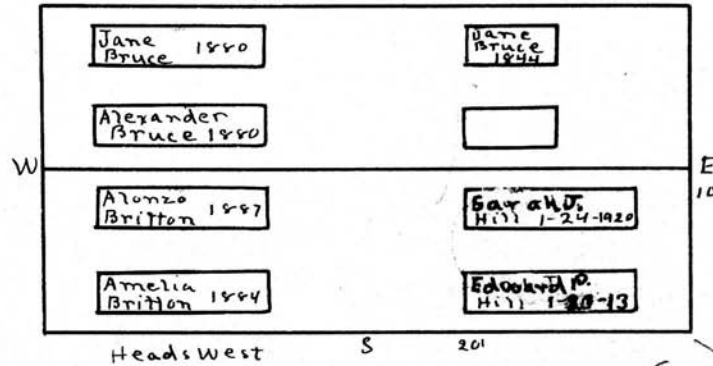 Jane
Bruce 1880
Jane
Bruce
1844
Alexander
Bruce 1880
W
E
Alonzo
Britton 1887
Sarah J.
Hill 1-24-1920
Amelia
Britton 1884
Edward P.
Hill
Heads West
S
201